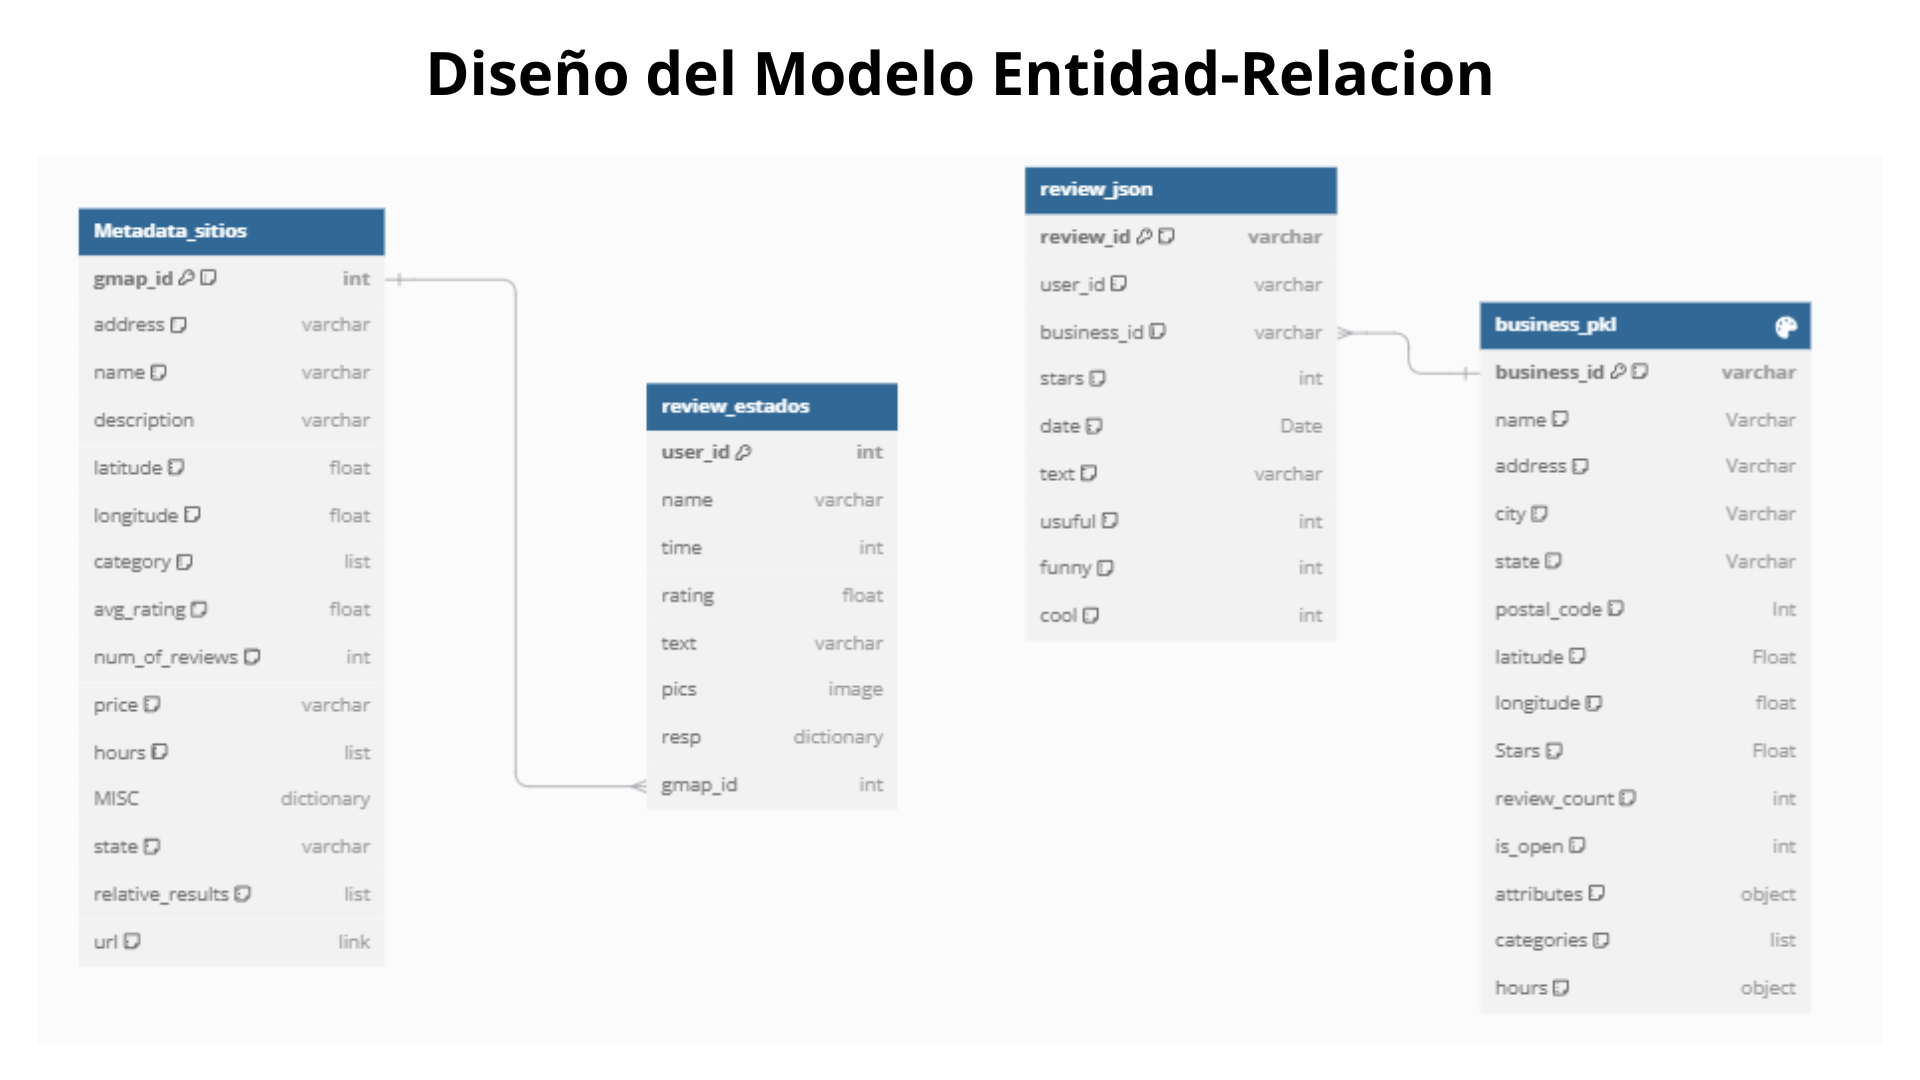 Diseño del Modelo Entidad-Relacion
Metadata_sitios
gmap_id int
address varchar
name varchar
description varchar
latitude float
longitude float
category list
avg_rating float
num_of_reviews int
price varchar
hours list
MISC dictionary
state varchar
relative_results list
url link
review_estados
user_id int
name varchar
time int
rating float
text varchar
pics image
resp dictionary
gmap_id int
review_json
review_id varchar
user_id varchar
business_id varchar
stars int
date Date
text varchar
usuful int
funny int
cool int
business_pkl
business_id varchar
name Varchar
address Varchar
city Varchar
state Varchar
postal_code Int
latitude Float
longitude float
Stars Float
review_count int
is_open int
attributes object
categories list
hours object